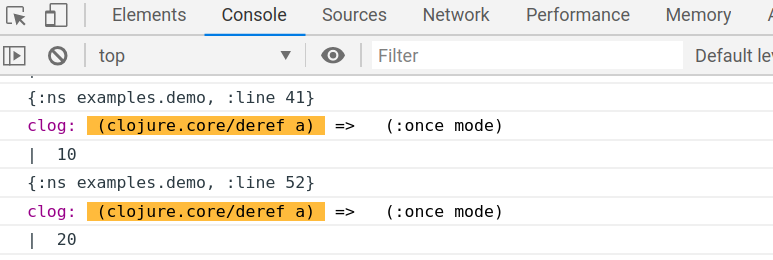 Elements Console Sources Network Performance Memory
top Filter Default
{:ns examples.demo, :line 41}
clog: (clojure.core/deref a) => (:once mode)
| 10
{:ns examples.demo, :line 52}
clog: (clojure.core/deref a) => (:once mode)
| 20